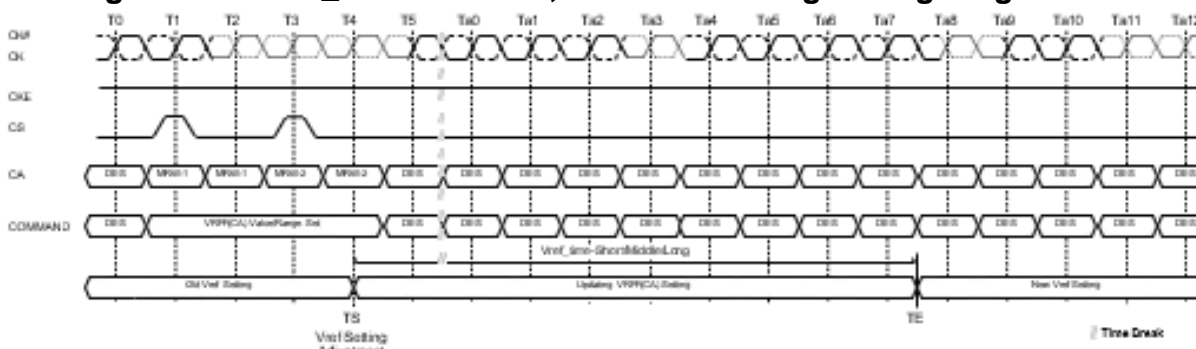 T0 T1 T2 T3 T4 T5 Ta0 Ta1 Ta2 Ta3 Ta4 Ta5 Ta6 Ta7 Ta8 Ta9 Ta10 Ta11 Ta12
CK#
CK
CKE
CS
CA DES MRW-1 MRW-1 MRW-2 MRW-2 DES DES DES DES DES DES DES DES DES DES DES DES DES DES
COMMAND DES VREF(CA) Value/Range Set DES DES DES DES DES DES DES DES DES DES DES DES DES DES
Vref_time-Short/Middle/Long
Old Vref Setting Updating VREF(CA) Setting New Vref Setting
TS TE
Vref Setting
Time Break